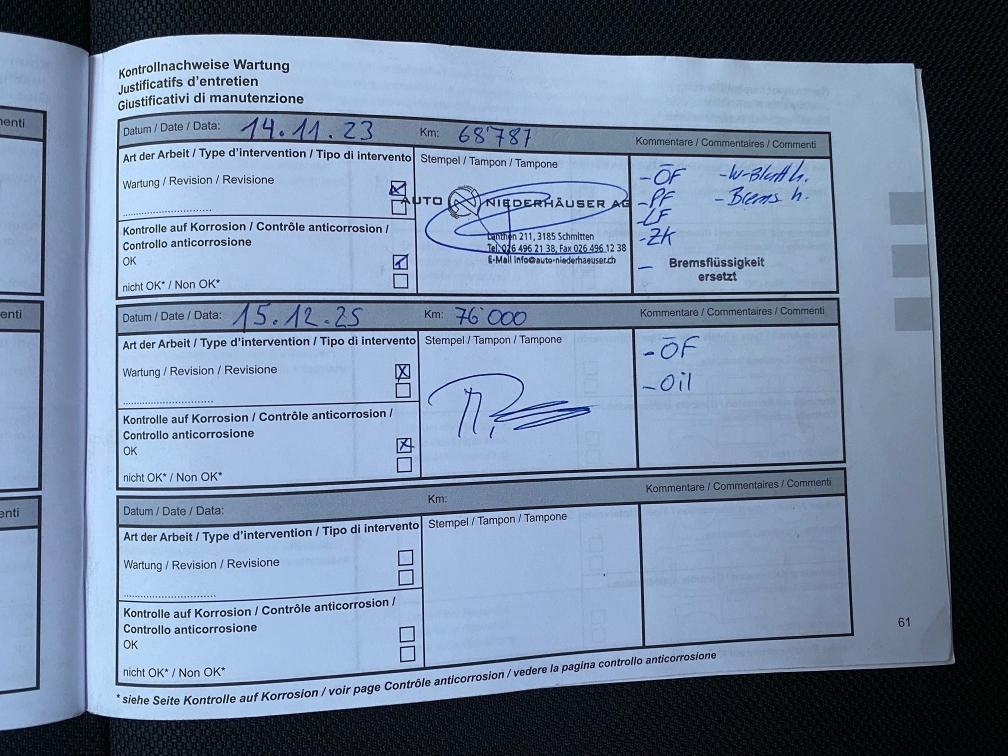 Kontrollnachweise Wartung
Justificatifs d'entretien
Giustificativi di manutenzione
nenti
Datum / Date / Data: 14.11.23 Km: 68'787 Kommentare / Commentaires / Commenti
Art der Arbeit / Type d'intervention / Tipo di intervento
Stempel / Tampon / Tampone
Wartung / Revision / Revisione
AUTO NIEDERHÄUSER AG
Lanthen 211, 3185 Schmitten
Tel. 026 496 21 38, Fax 026 496 12 38
E-Mail info@auto-niederhaeuser.ch
- ÖF - W-Blatt h.
- PF - Brems h.
- LF
- ZK
- Bremsflüssigkeit
ersetzt
Kontrolle auf Korrosion / Contrôle anticorrosion /
Controllo anticorrosione
OK
nicht OK* / Non OK*
enti
Datum / Date / Data: 15.12.25 Km: 76'000 Kommentare / Commentaires / Commenti
Art der Arbeit / Type d'intervention / Tipo di intervento
Stempel / Tampon / Tampone
Wartung / Revision / Revisione
- ÖF
- Oil
Kontrolle auf Korrosion / Contrôle anticorrosion /
Controllo anticorrosione
OK
nicht OK* / Non OK*
enti
Datum / Date / Data: Km: Kommentare / Commentaires / Commenti
Art der Arbeit / Type d'intervention / Tipo di intervento
Stempel / Tampon / Tampone
Wartung / Revision / Revisione
Kontrolle auf Korrosion / Contrôle anticorrosion /
Controllo anticorrosione
OK
nicht OK* / Non OK*
* siehe Seite Kontrolle auf Korrosion / voir page Contrôle anticorrosion / vedere la pagina controllo anticorrosione
61